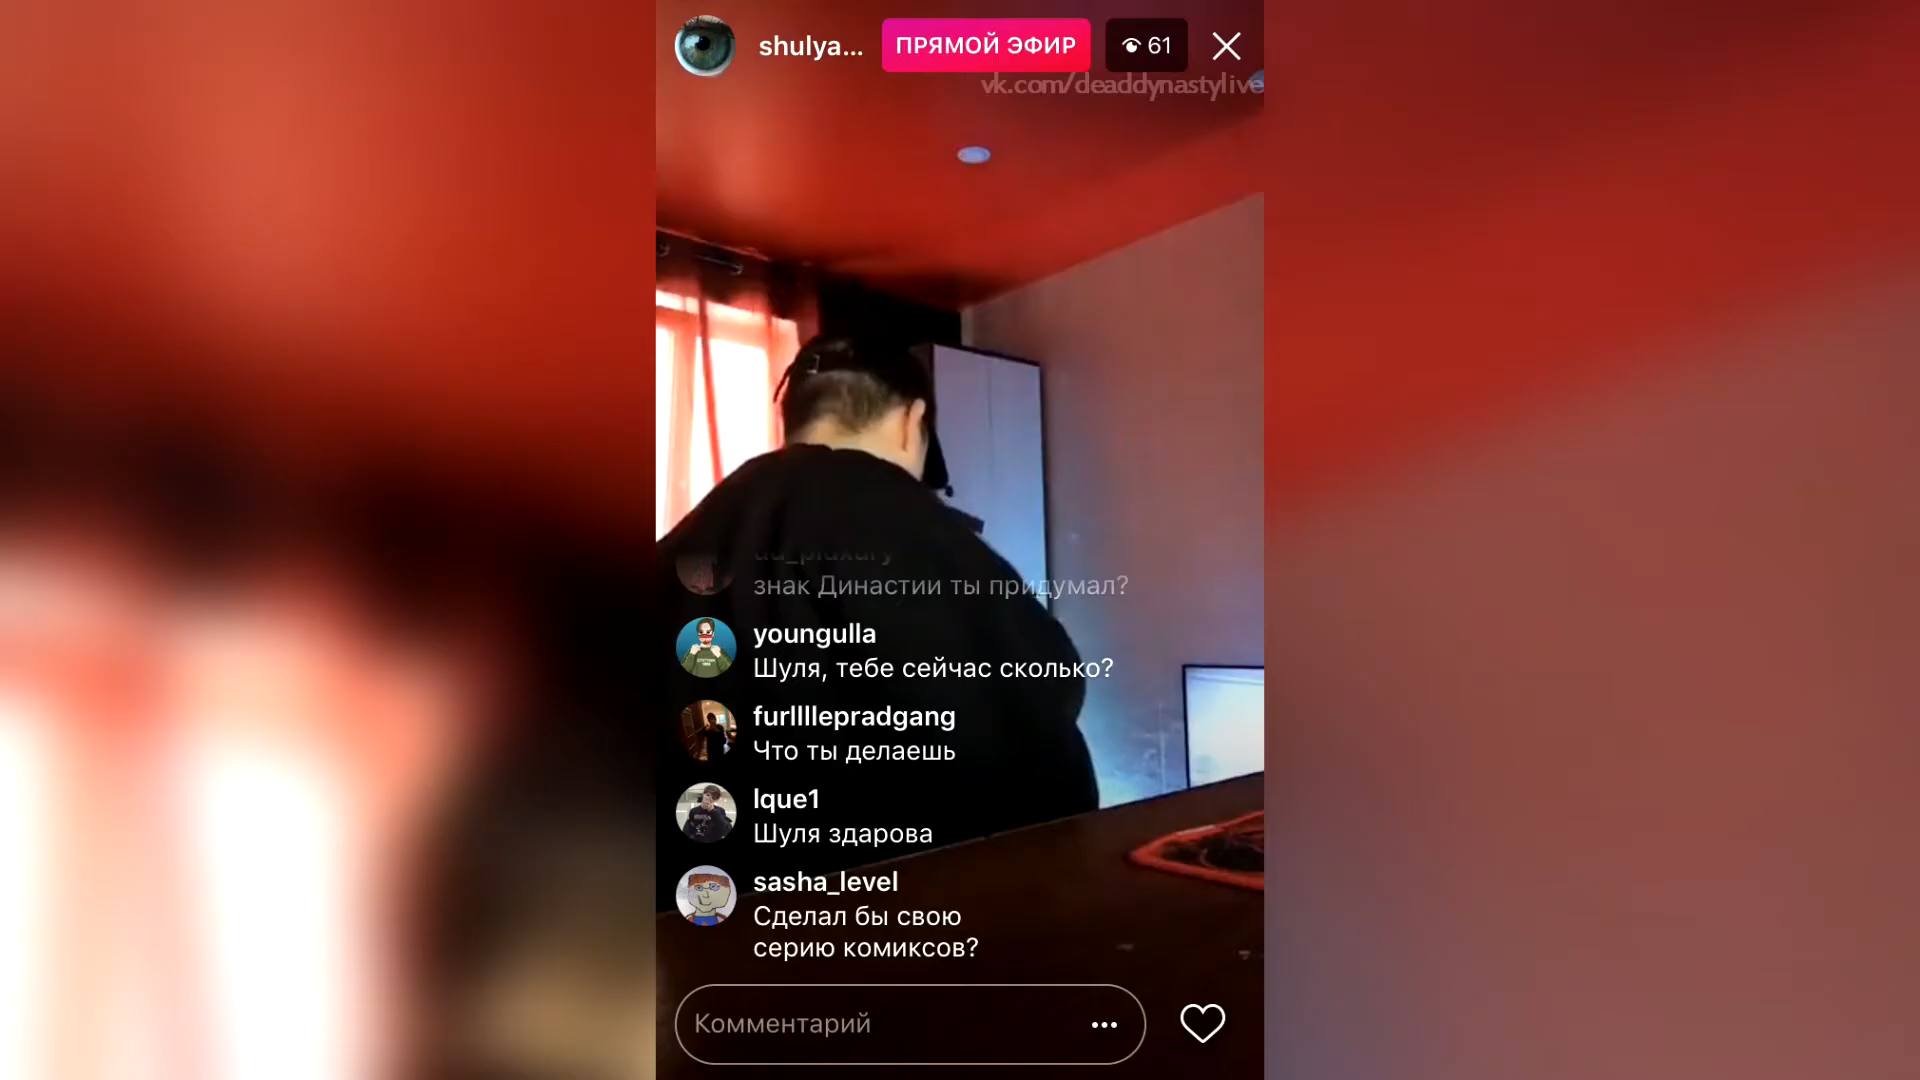 shulya...
ПРЯМОЙ ЭФИР
61
vk.com/deaddynastylive
знак Династии ты придумал?
youngulla
Шуля, тебе сейчас сколько?
furlllllepradgang
Что ты делаешь
lque1
Шуля здарова
sasha_level
Сделал бы свою
серию комиксов?
Комментарий